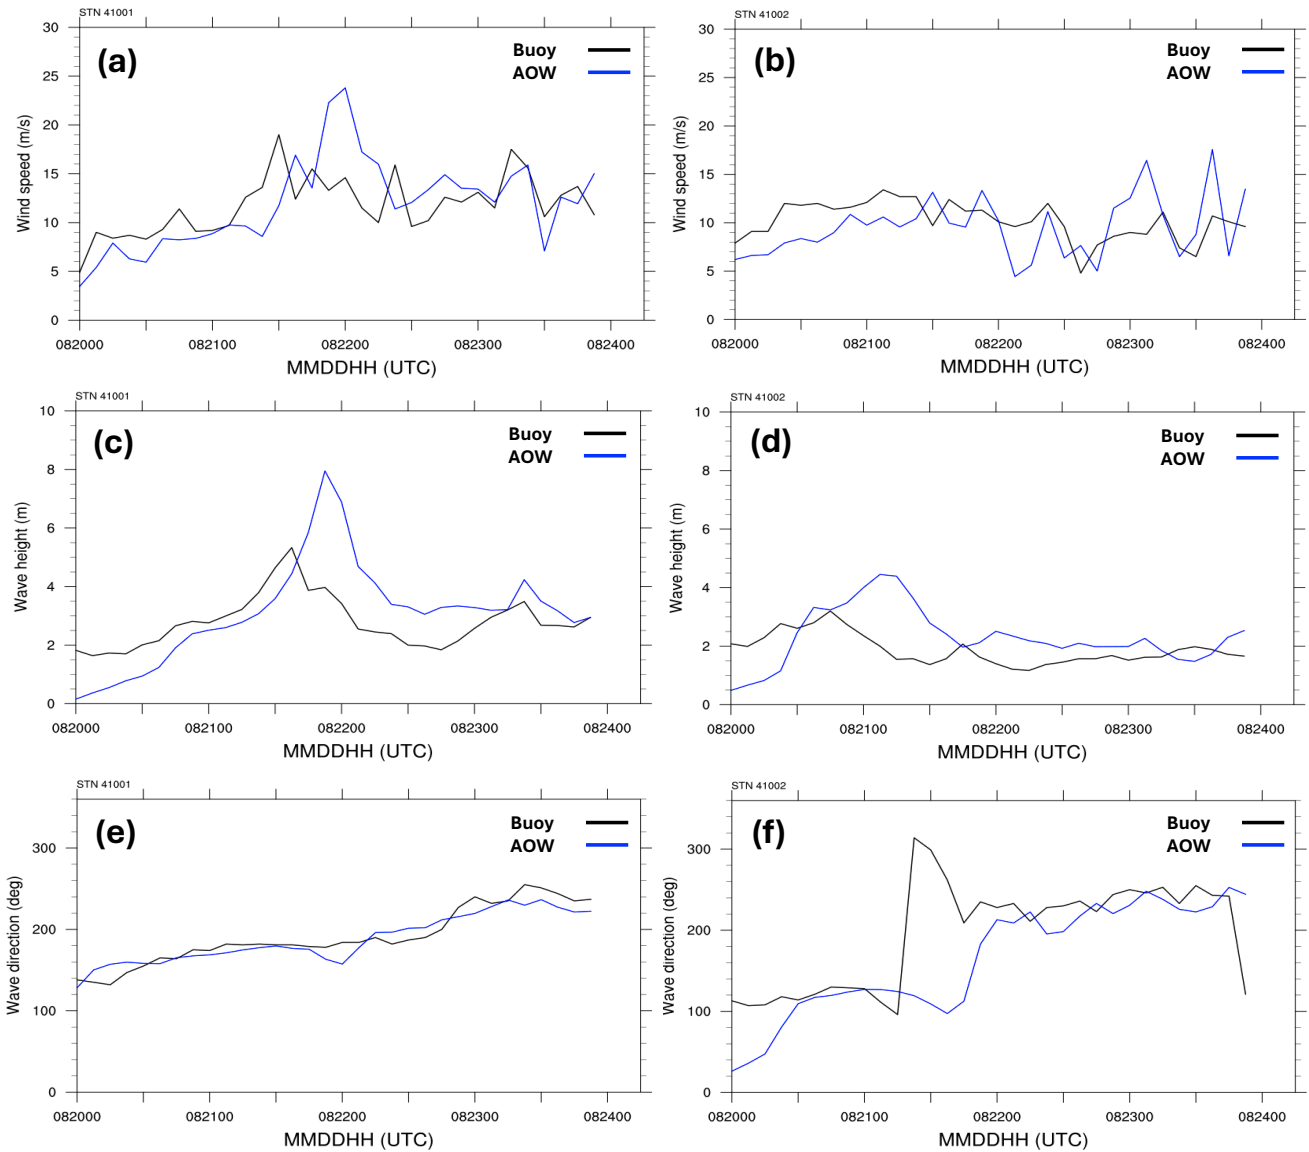 STN 41001
(a)
Buoy
AOW
30
25
20
15
10
5
0
Wind speed (m/s)
082000
082100
082200
082300
082400
MMDDHH (UTC)
STN 41002
(b)
Buoy
AOW
30
25
20
15
10
5
0
Wind speed (m/s)
082000
082100
082200
082300
082400
MMDDHH (UTC)
STN 41001
(c)
Buoy
AOW
10
8
6
4
2
0
Wave height (m)
082000
082100
082200
082300
082400
MMDDHH (UTC)
STN 41002
(d)
Buoy
AOW
10
8
6
4
2
0
Wave height (m)
082000
082100
082200
082300
082400
MMDDHH (UTC)
STN 41001
(e)
Buoy
AOW
300
200
100
0
Wave direction (deg)
082000
082100
082200
082300
082400
MMDDHH (UTC)
STN 41002
(f)
Buoy
AOW
300
200
100
0
Wave direction (deg)
082000
082100
082200
082300
082400
MMDDHH (UTC)